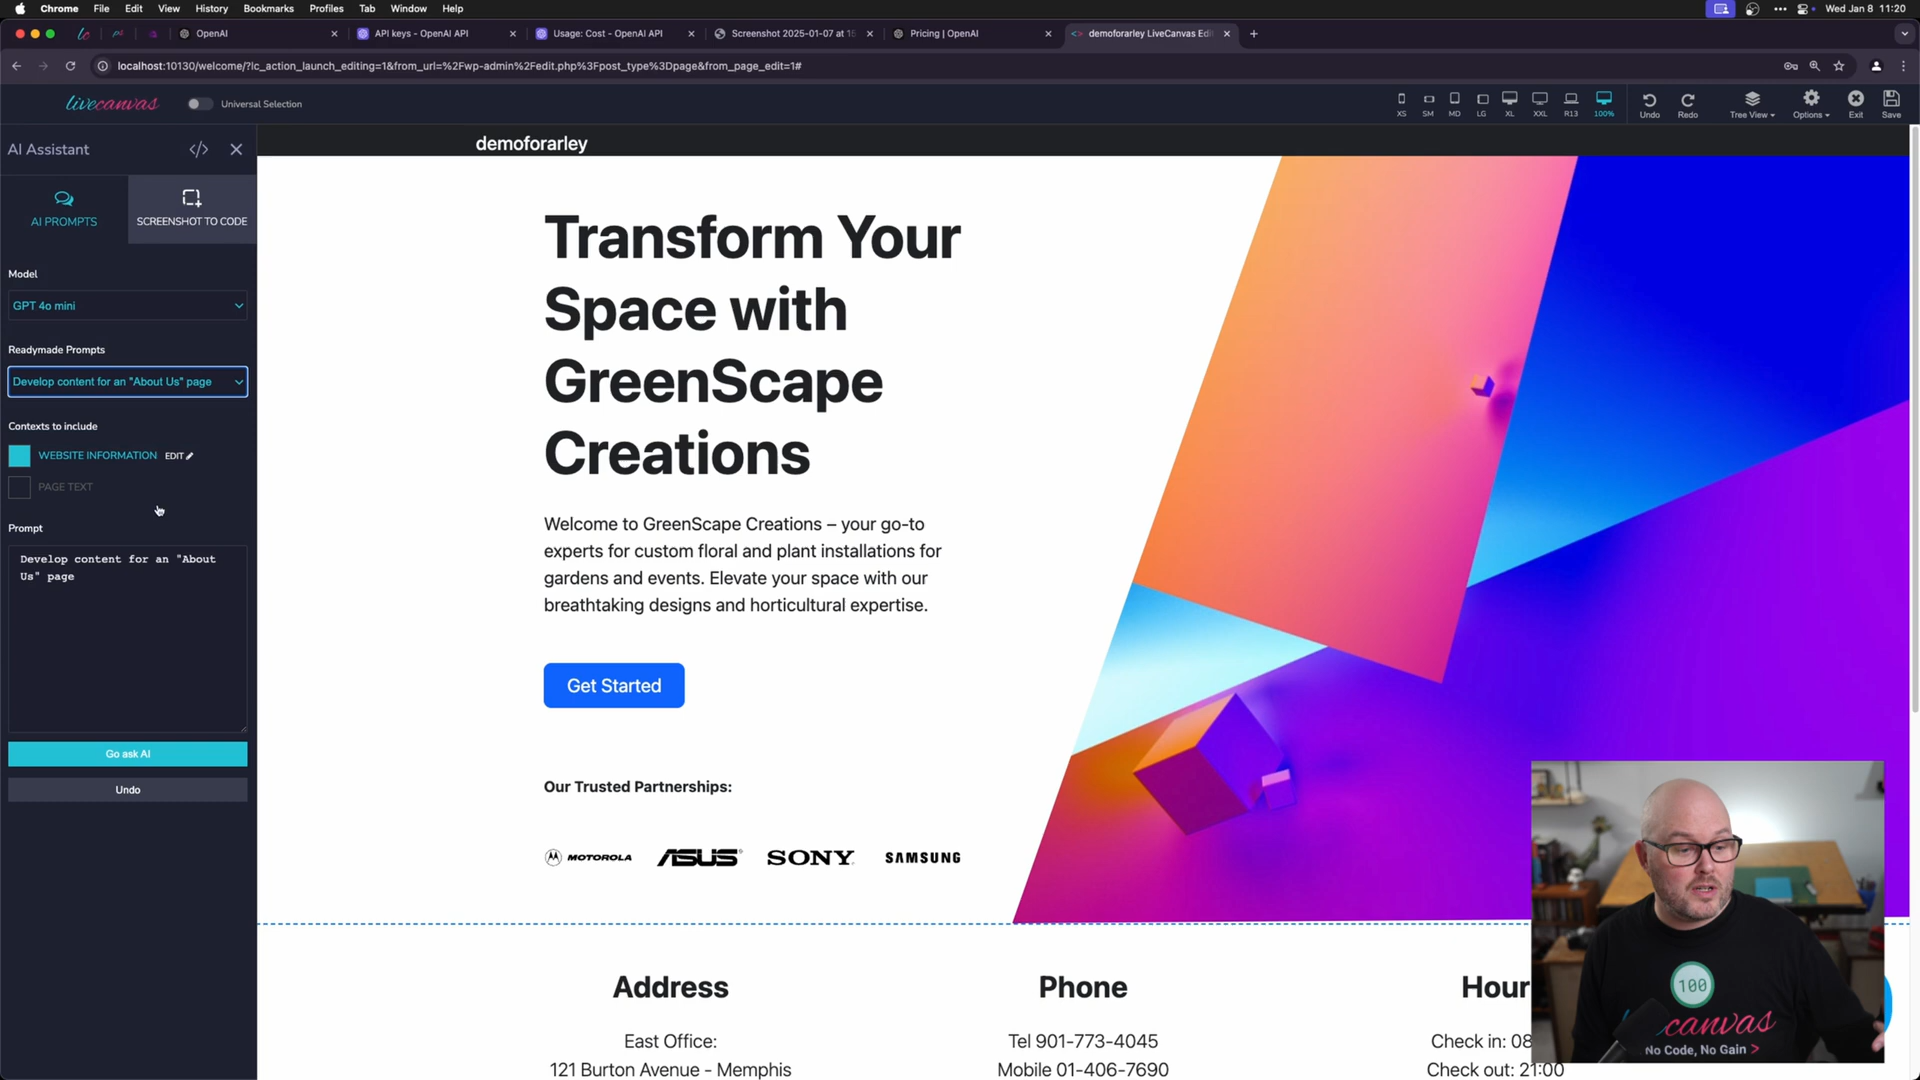 Chrome File Edit View History Bookmarks Profiles Tab Window Help
Wed Jan 8 11:20
OpenAI
API keys - OpenAI API
Usage: Cost - OpenAI API
Screenshot 2025-01-07 at 1
Pricing | OpenAI
demoforarley LiveCanvas Edi
localhost:10130/welcome/?lc_action_launch_editing=1&from_url=%2Fwp-admin%2Fedit.php%3Fpost_type%3Dpage&from_page_edit=1#
livecanvas
Universal Selection
XS SM MD LG XL XXL R13 100%
Undo Redo Tree View Options Exit Save
AI Assistant
</>
AI PROMPTS
SCREENSHOT TO CODE
Model
GPT 4o mini
Readymade Prompts
Develop content for an "About Us" page
Contexts to include
WEBSITE INFORMATION EDIT
PAGE TEXT
Prompt
Develop content for an "About
Us" page
Go ask AI
Undo
demoforarley
Transform Your
Space with
GreenScape
Creations
Welcome to GreenScape Creations – your go-to
experts for custom floral and plant installations for
gardens and events. Elevate your space with our
breathtaking designs and horticultural expertise.
Get Started
Our Trusted Partnerships:
MOTOROLA ASUS SONY SAMSUNG
Address
East Office:
121 Burton Avenue - Memphis
Phone
Tel 901-773-4045
Mobile 01-406-7690
Hour
Check in: 08
Check out: 21:00
100
canvas
No Code, No Gain >